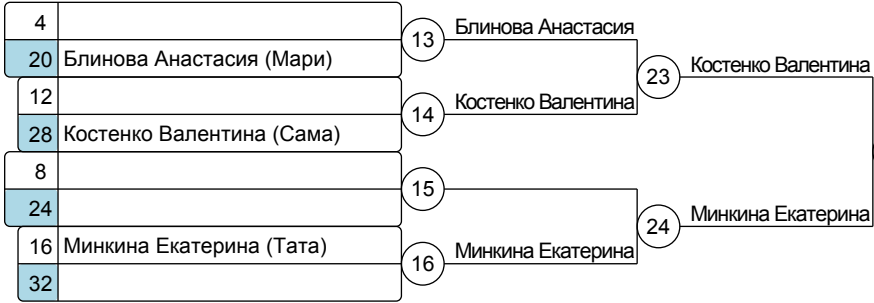 4
20 Блинова Анастасия (Мари)
12
28 Костенко Валентина (Сама)
8
24
16 Минкина Екатерина (Тата)
32
13 Блинова Анастасия
14 Костенко Валентина
15
16 Минкина Екатерина
23 Костенко Валентина
24 Минкина Екатерина